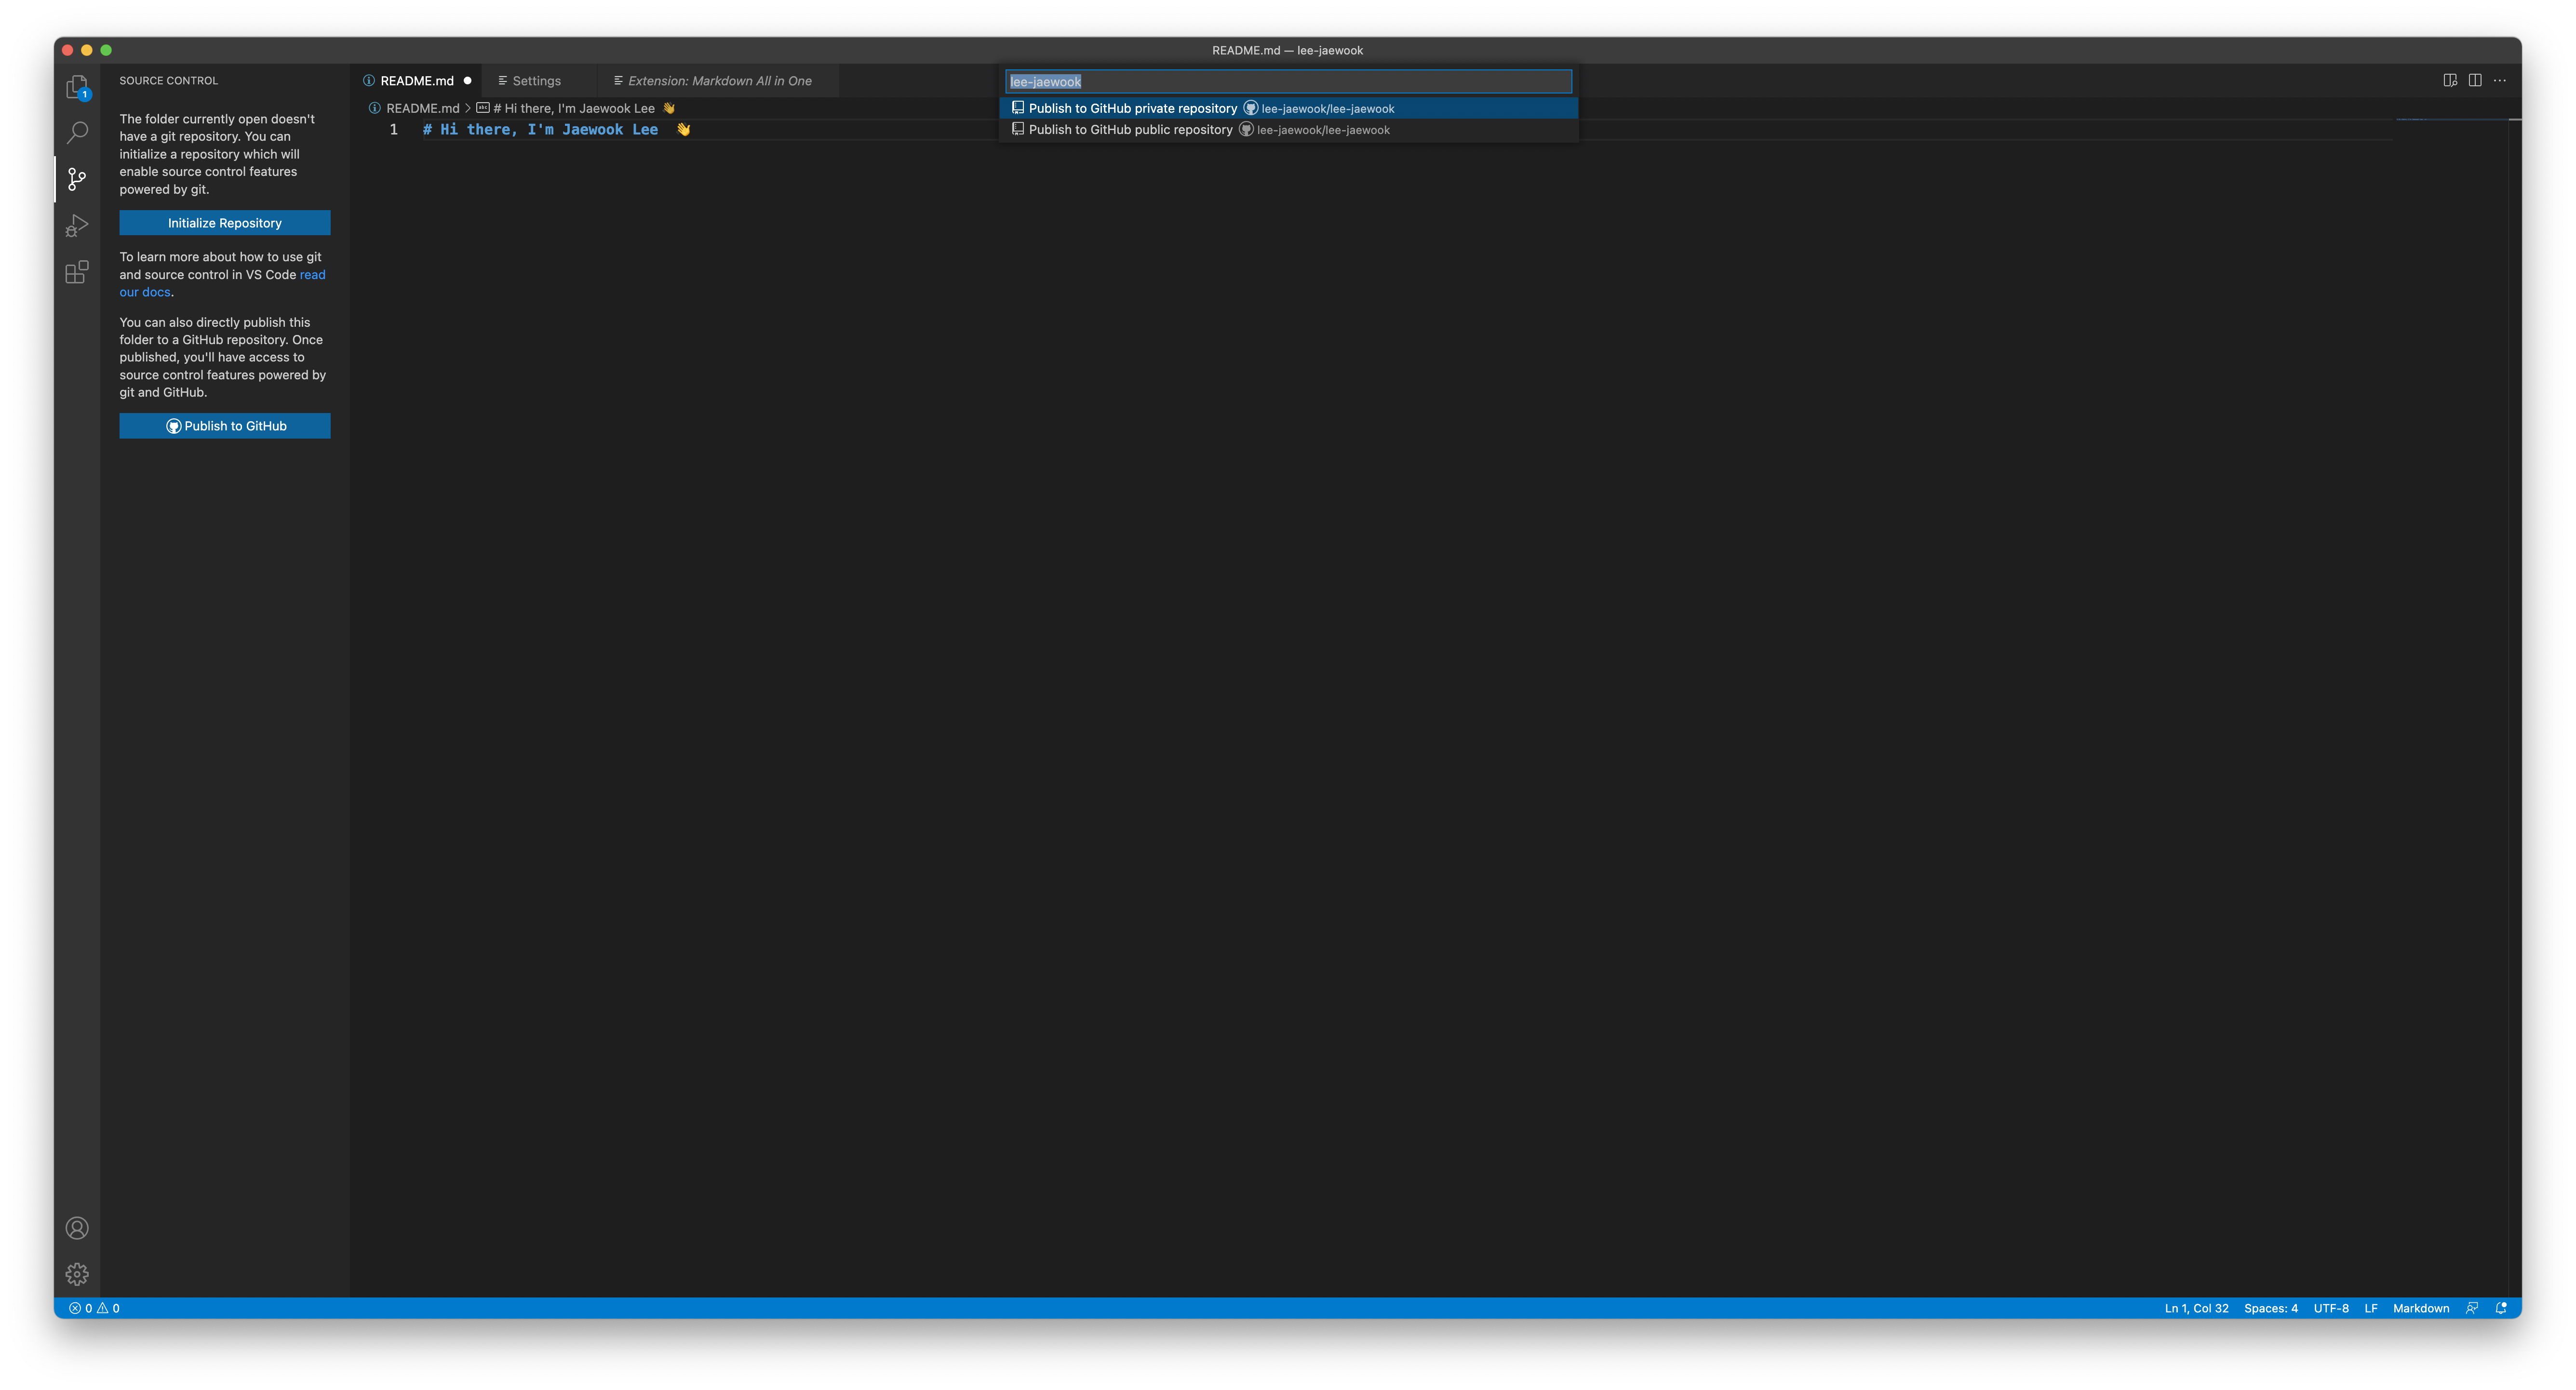 README.md — lee-jaewook
1
SOURCE CONTROL
The folder currently open doesn't
have a git repository. You can
initialize a repository which will
enable source control features
powered by git.
Initialize Repository
To learn more about how to use git
and source control in VS Code read
our docs.
You can also directly publish this
folder to a GitHub repository. Once
published, you'll have access to
source control features powered by
git and GitHub.
Publish to GitHub
README.md
Settings
Extension: Markdown All in One
README.md > # Hi there, I'm Jaewook Lee 👋
1 # Hi there, I'm Jaewook Lee 👋
lee-jaewook
Publish to GitHub private repository lee-jaewook/lee-jaewook
Publish to GitHub public repository lee-jaewook/lee-jaewook
0 0
Ln 1, Col 32 Spaces: 4 UTF-8 LF Markdown